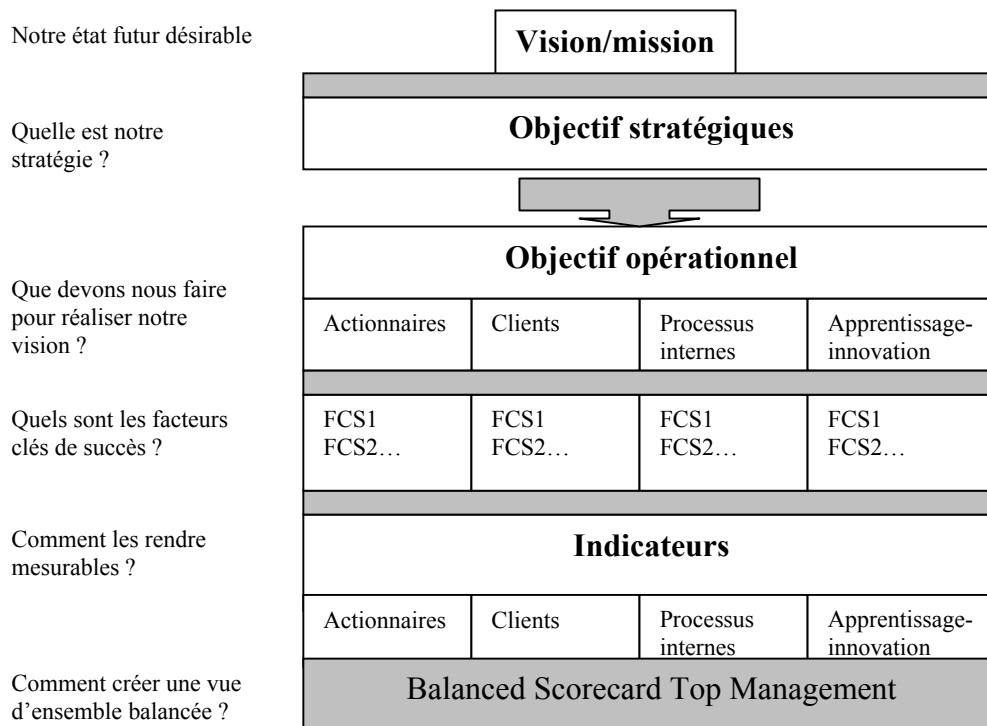 Notre état futur désirable
Vision/mission
Quelle est notre
stratégie ?
Objectif stratégiques
Objectif opérationnel
Que devons nous faire
pour réaliser notre
vision ?
Actionnaires
Clients
Processus
internes
Apprentissage-
innovation
Quels sont les facteurs
clés de succès ?
FCS1
FCS2…
FCS1
FCS2…
FCS1
FCS2…
FCS1
FCS2…
Comment les rendre
mesurables ?
Indicateurs
Actionnaires
Clients
Processus
internes
Apprentissage-
innovation
Comment créer une vue
d’ensemble balancée ?
Balanced Scorecard Top Management